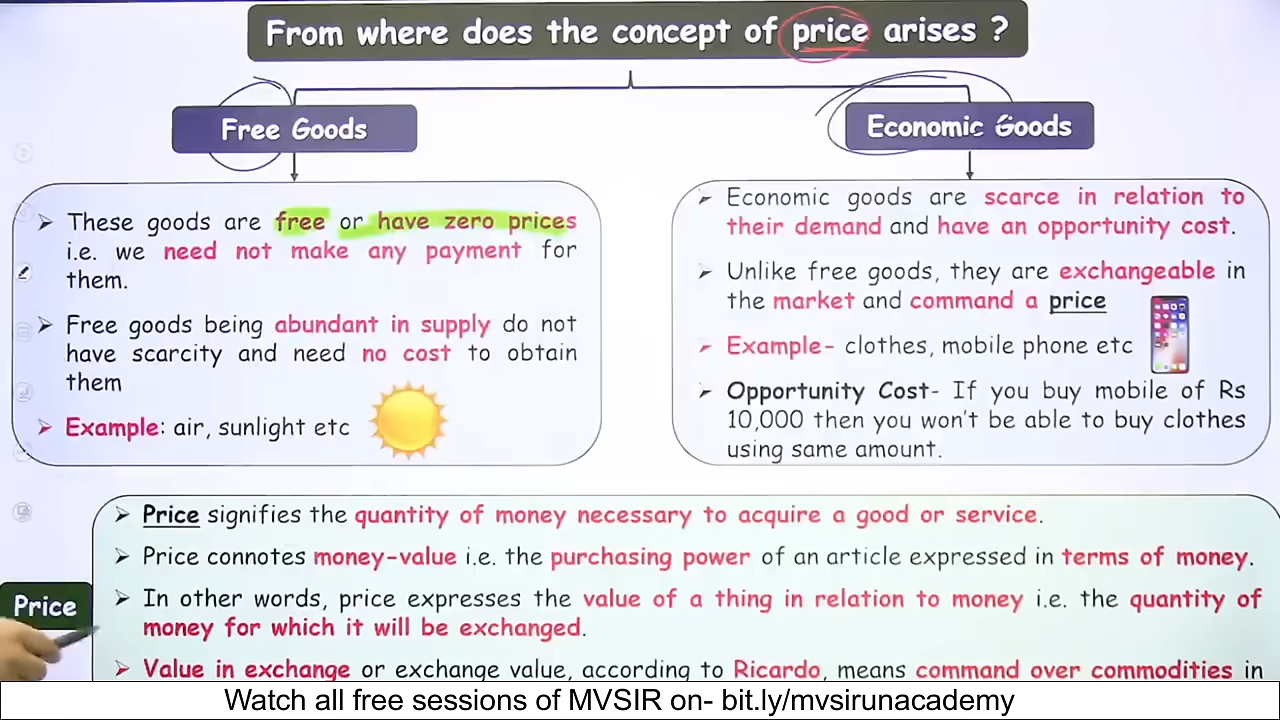 From where does the concept of price arises ?
Free Goods
Economic Goods
➢ These goods are free or have zero prices
i.e. we need not make any payment for
them.
➢ Free goods being abundant in supply do not
have scarcity and need no cost to obtain
them
➢ Example: air, sunlight etc
➢ Economic goods are scarce in relation to
their demand and have an opportunity cost.
➢ Unlike free goods, they are exchangeable in
the market and command a price
➢ Example- clothes, mobile phone etc
➢ Opportunity Cost- If you buy mobile of Rs
10,000 then you won't be able to buy clothes
using same amount.
Price
➢ Price signifies the quantity of money necessary to acquire a good or service.
➢ Price connotes money-value i.e. the purchasing power of an article expressed in terms of money.
➢ In other words, price expresses the value of a thing in relation to money i.e. the quantity of
money for which it will be exchanged.
➢ Value in exchange or exchange value, according to Ricardo, means command over commodities in
Watch all free sessions of MVSIR on- bit.ly/mvsirunacademy